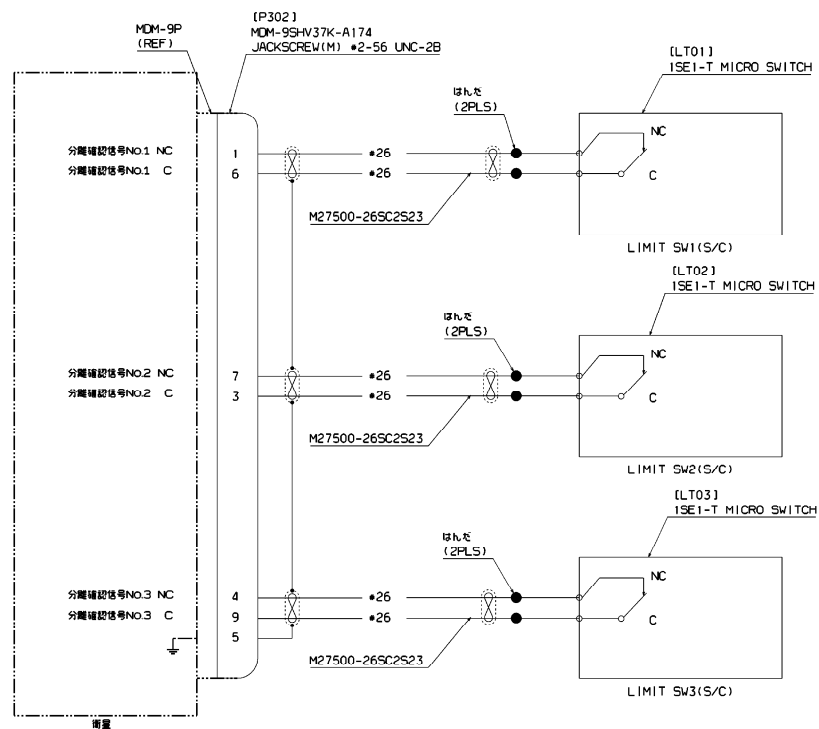 MDM-9P
(REF)
[P302]
MDM-9SHV37K-A174
JACKSCREW(M) #2-56 UNC-2B
[LT01]
1SE1-T MICRO SWITCH
はんだ
(2PLS)
分離確認信号NO.1 NC
1
#26
NC
分離確認信号NO.1 C
6
#26
C
M27500-26SC2S23
LIMIT SW1(S/C)
[LT02]
1SE1-T MICRO SWITCH
はんだ
(2PLS)
分離確認信号NO.2 NC
7
#26
NC
分離確認信号NO.2 C
3
#26
C
M27500-26SC2S23
LIMIT SW2(S/C)
[LT03]
1SE1-T MICRO SWITCH
はんだ
(2PLS)
分離確認信号NO.3 NC
4
#26
NC
分離確認信号NO.3 C
9
#26
C
5
M27500-26SC2S23
LIMIT SW3(S/C)
衛星